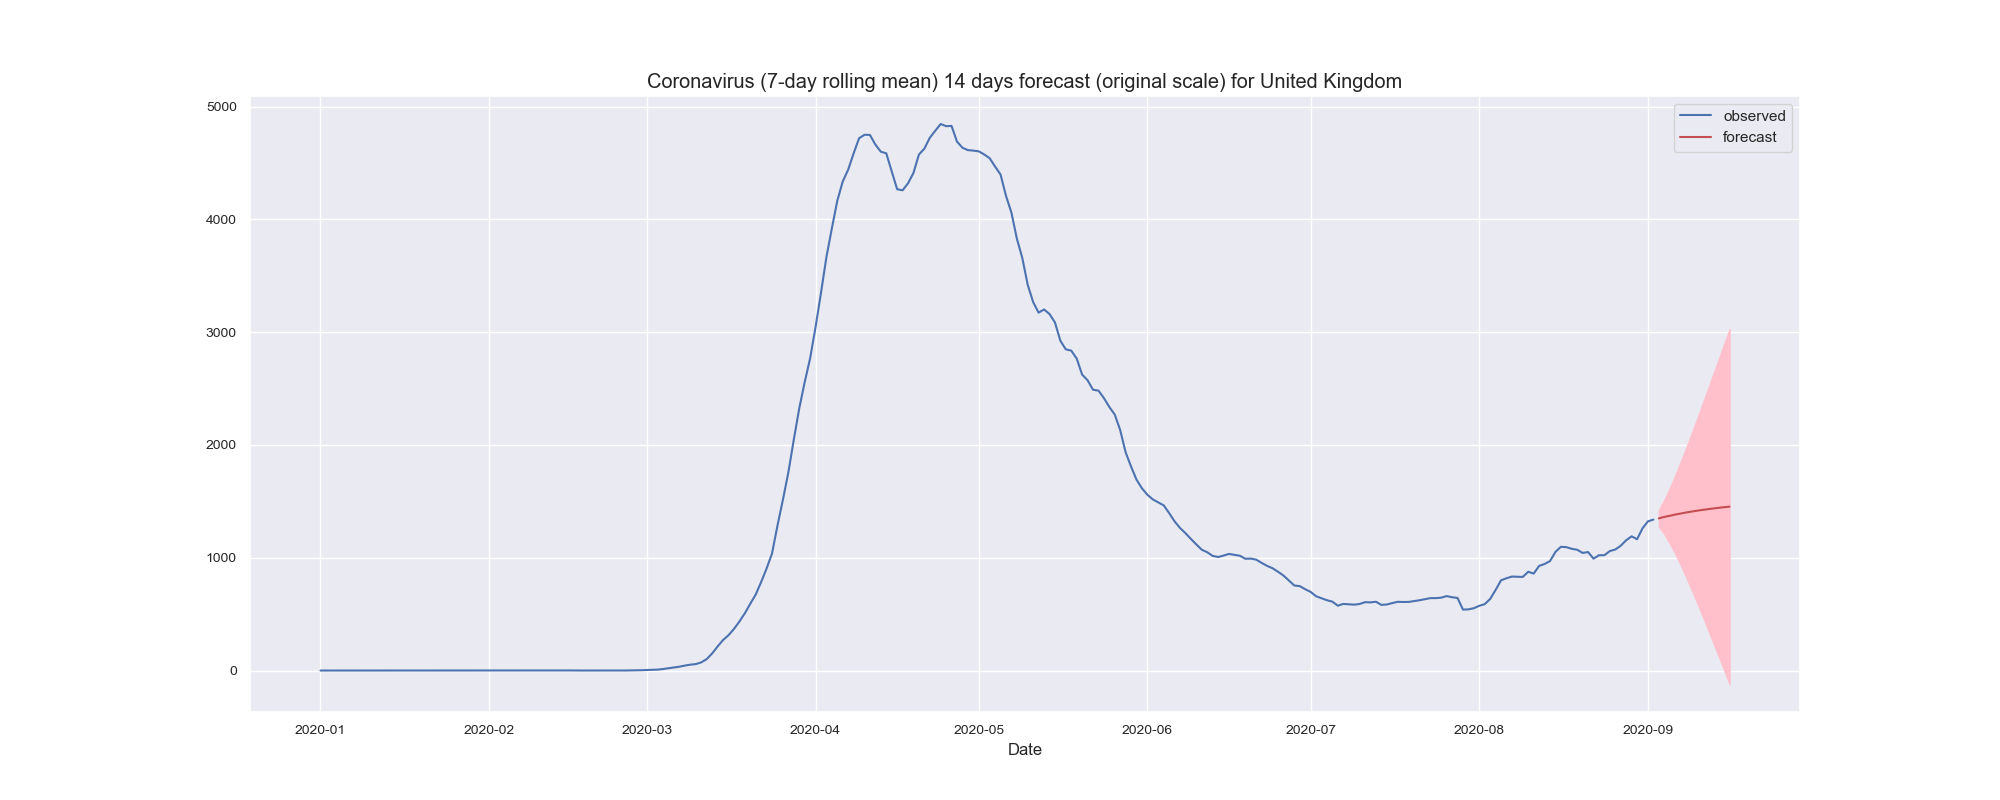 Coronavirus (7-day rolling mean) 14 days forecast (original scale) for United Kingdom
5000
4000
3000
2000
1000
0
observed
forecast
2020-01 2020-02 2020-03 2020-04 2020-05 2020-06 2020-07 2020-08 2020-09
Date